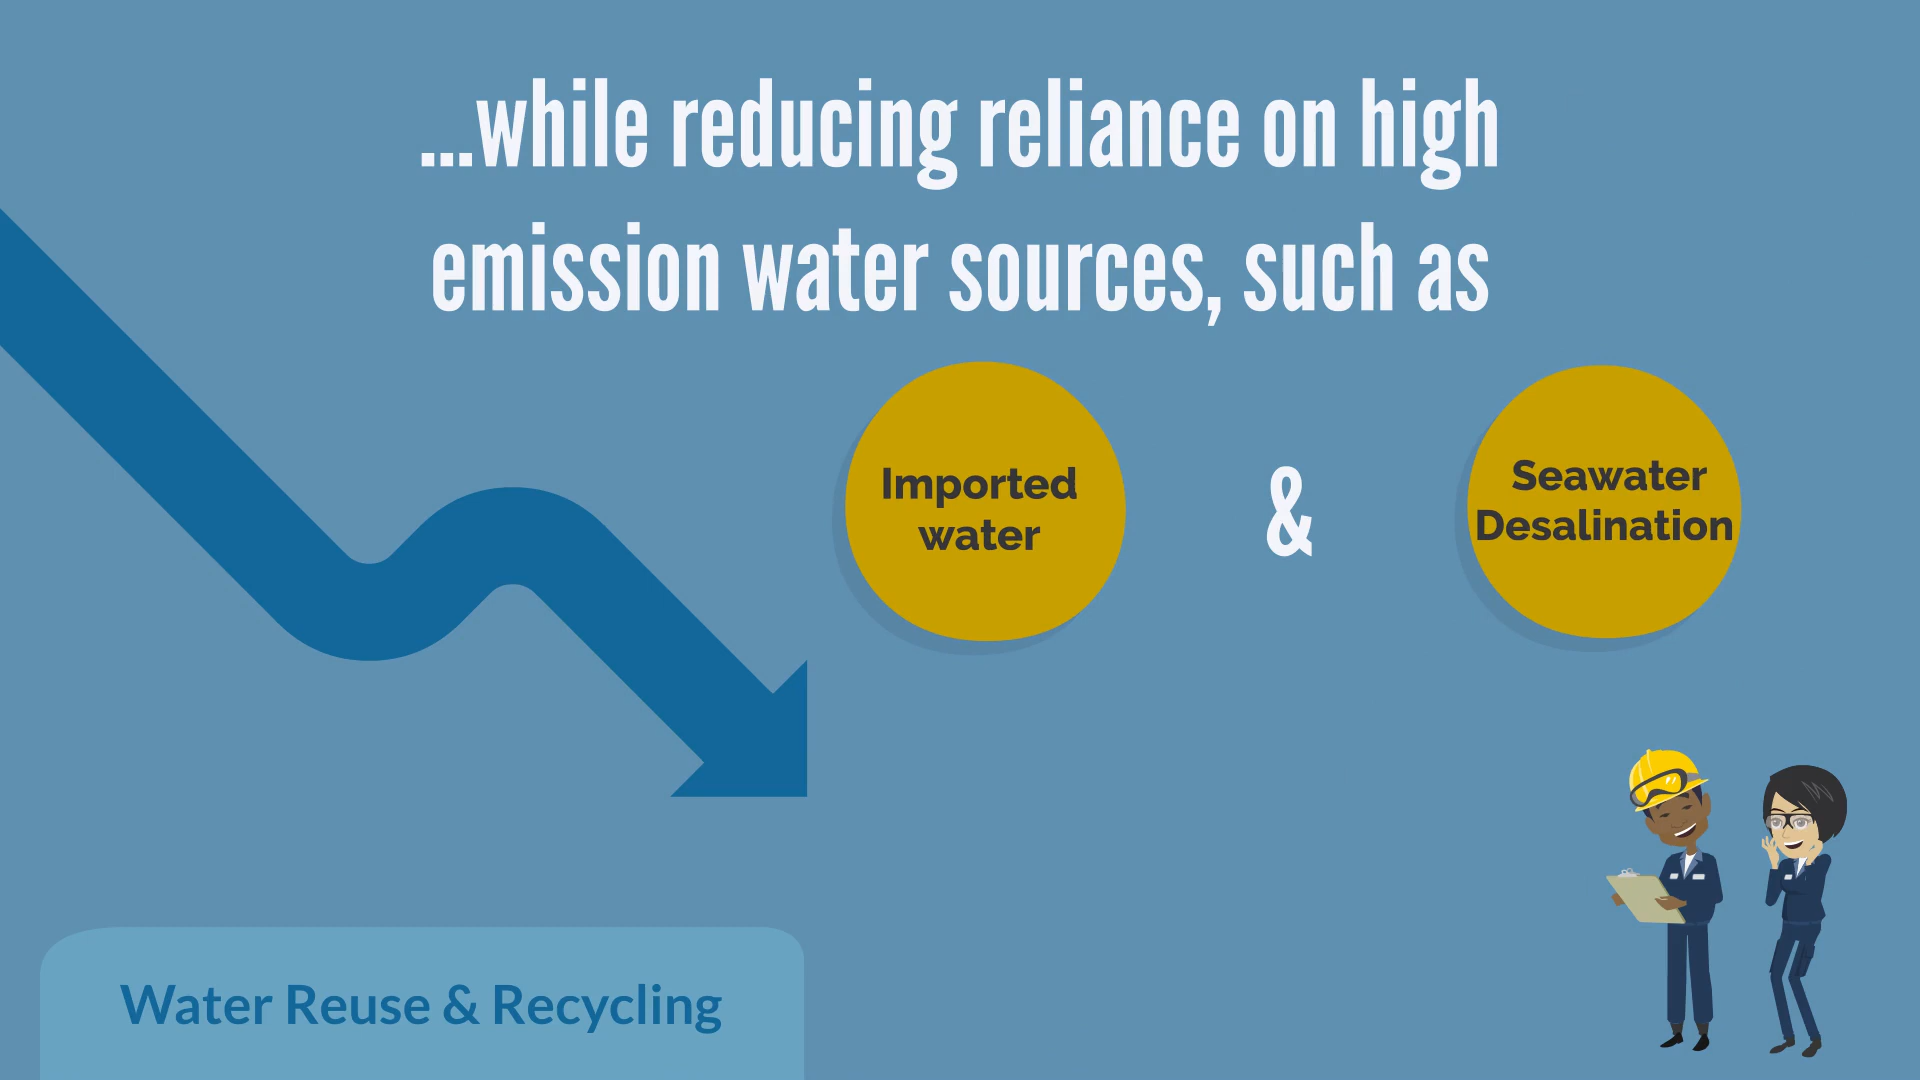 ...while reducing reliance on high
emission water sources, such as
Imported
water
&
Seawater
Desalination
Water Reuse & Recycling